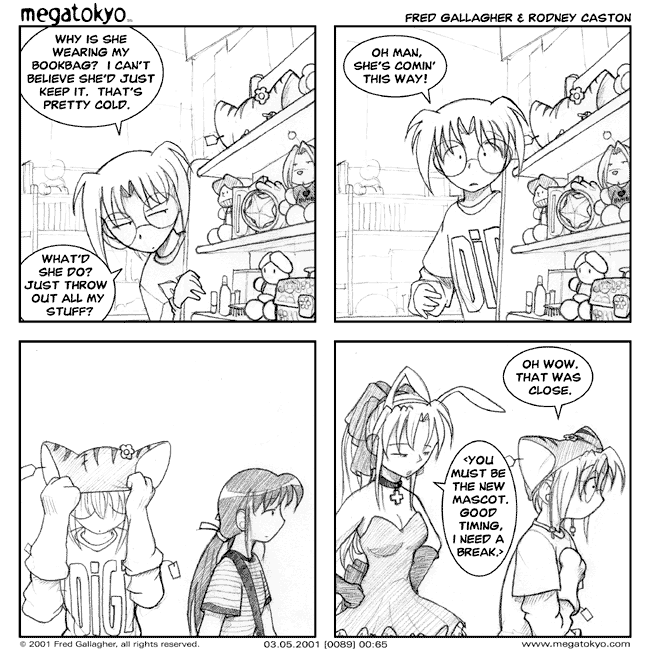 megatokyo
FRED GALLAGHER & RODNEY CASTON
WHY IS SHE
WEARING MY
BOOKBAG? I CAN'T
BELIEVE SHE'D JUST
KEEP IT. THAT'S
PRETTY COLD.
WHAT'D
SHE DO?
JUST THROW
OUT ALL MY
STUFF?
OH MAN,
SHE'S COMIN'
THIS WAY!
DiG
DiGi
OH WOW.
THAT WAS
CLOSE.
<YOU
MUST BE
THE NEW
MASCOT.
GOOD
TIMING,
I NEED A
BREAK.>
© 2001 Fred Gallagher, all rights reserved.
03.05.2001 [0089] 00:65
www.megatokyo.com